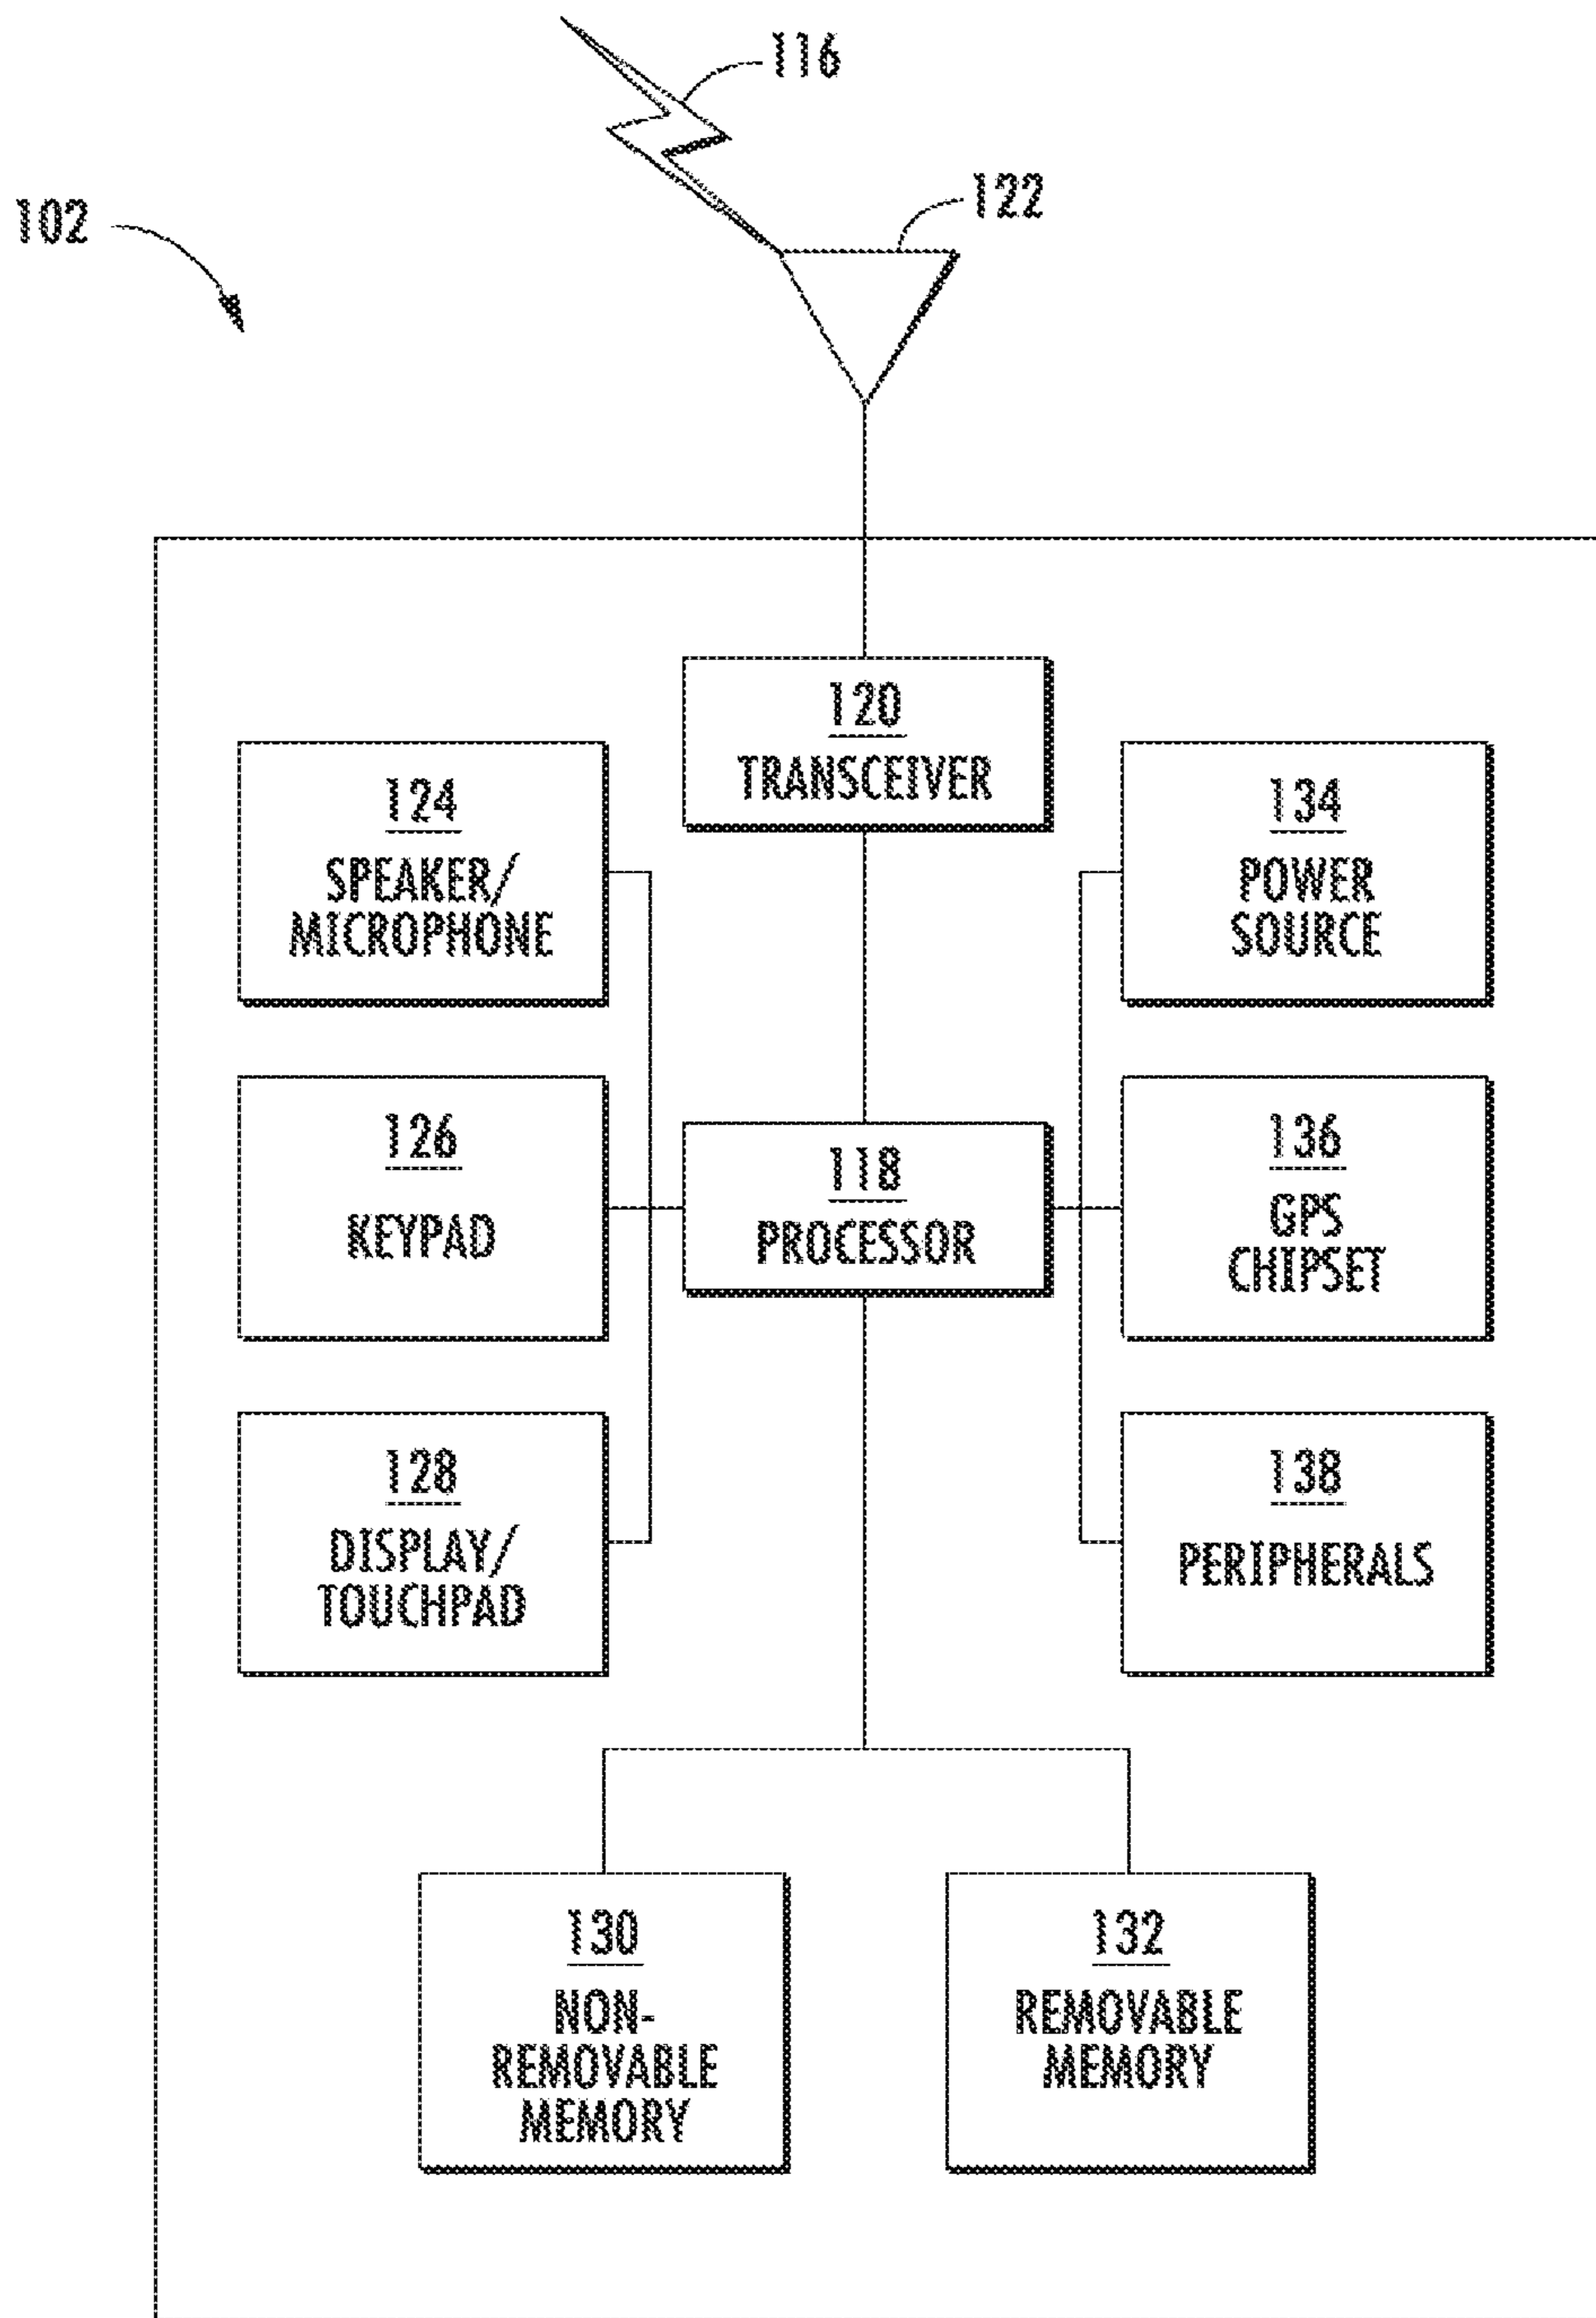 116
122
102
120
TRANSCEIVER
124
SPEAKER/
MICROPHONE
134
POWER
SOURCE
126
KEYPAD
118
PROCESSOR
136
GPS
CHIPSET
128
DISPLAY/
TOUCHPAD
138
PERIPHERALS
130
NON-
REMOVABLE
MEMORY
132
REMOVABLE
MEMORY